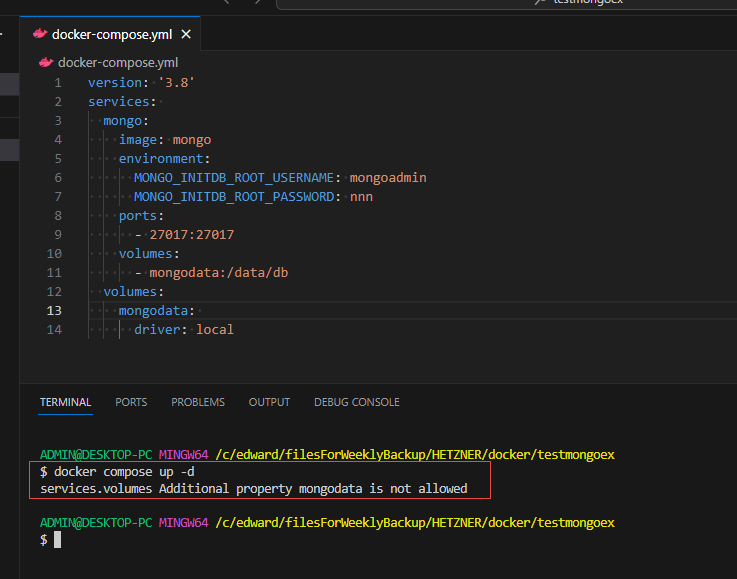 testmongoex
docker-compose.yml
docker-compose.yml
1 version: '3.8'
2 services:
3 mongo:
4 image: mongo
5 environment:
6 MONGO_INITDB_ROOT_USERNAME: mongoadmin
7 MONGO_INITDB_ROOT_PASSWORD: nnn
8 ports:
9 - 27017:27017
10 volumes:
11 - mongodata:/data/db
12 volumes:
13 mongodata:
14 driver: local
TERMINAL PORTS PROBLEMS OUTPUT DEBUG CONSOLE
ADMIN@DESKTOP-PC MINGW64 /c/edward/filesForWeeklyBackup/HETZNER/docker/testmongoex
$ docker compose up -d
services.volumes Additional property mongodata is not allowed
ADMIN@DESKTOP-PC MINGW64 /c/edward/filesForWeeklyBackup/HETZNER/docker/testmongoex
$